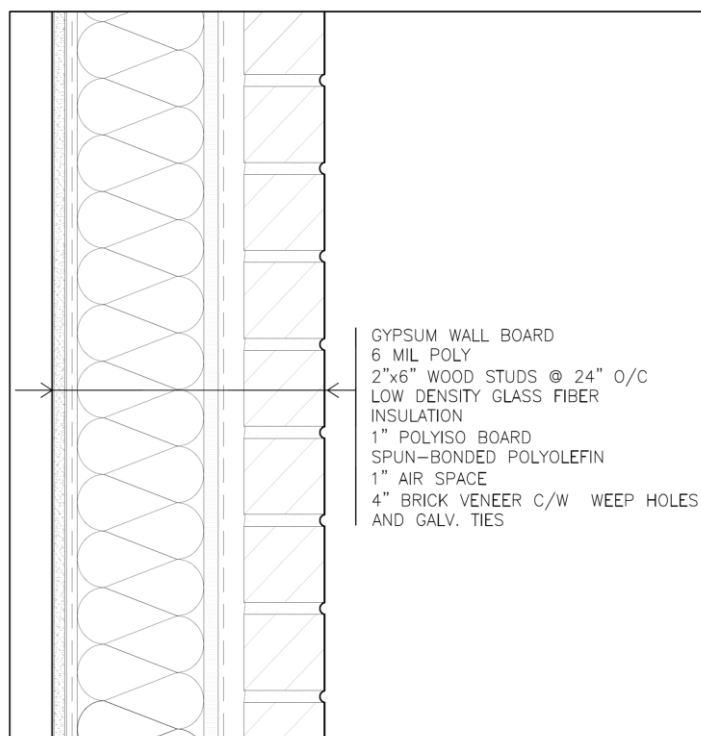 GYPSUM WALL BOARD
6 MIL POLY
2"x6" WOOD STUDS @ 24" O/C
LOW DENSITY GLASS FIBER
INSULATION
1" POLYISO BOARD
SPUN-BONDED POLYOLEFIN
1" AIR SPACE
4" BRICK VENEER C/W  WEEP HOLES
AND GALV. TIES